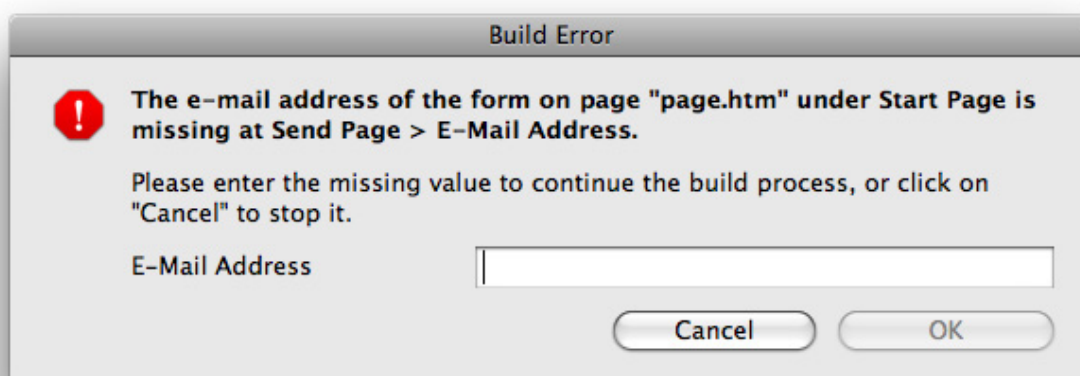 Build Error
The e-mail address of the form on page "page.htm" under Start Page is
missing at Send Page > E-Mail Address.
Please enter the missing value to continue the build process, or click on
"Cancel" to stop it.
E-Mail Address
Cancel OK